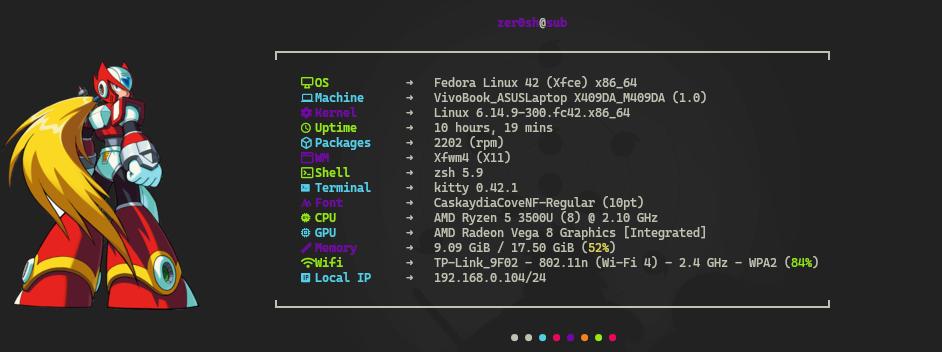 zer0sh@sub
OS → Fedora Linux 42 (Xfce) x86_64
Machine → VivoBook_ASUSLaptop X409DA_M409DA (1.0)
Kernel → Linux 6.14.9-300.fc42.x86_64
Uptime → 10 hours, 19 mins
Packages → 2202 (rpm)
WM → Xfwm4 (X11)
Shell → zsh 5.9
Terminal → kitty 0.42.1
Font → CaskaydiaCoveNF-Regular (10pt)
CPU → AMD Ryzen 5 3500U (8) @ 2.10 GHz
GPU → AMD Radeon Vega 8 Graphics [Integrated]
Memory → 9.09 GiB / 17.50 GiB (52%)
Wifi → TP-Link_9F02 - 802.11n (Wi-Fi 4) - 2.4 GHz - WPA2 (84%)
Local IP → 192.168.0.104/24